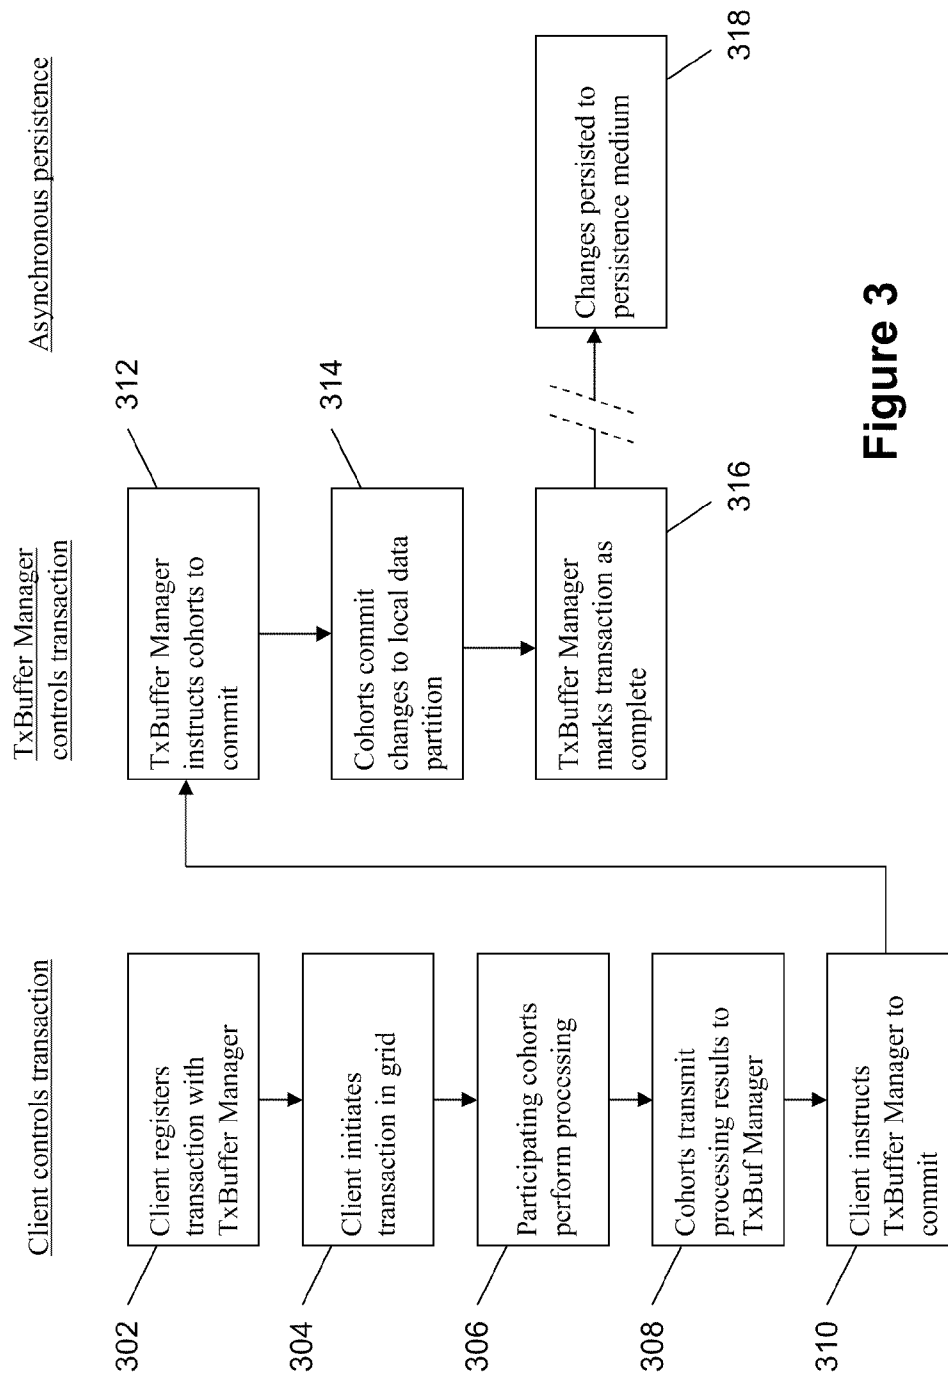 Client controls transaction
302
Client registers
transaction with
TxBuffer Manager
304
Client initiates
transaction in grid
306
Participating cohorts
perform processing
308
Cohorts transmit
processing results to
TxBuf Manager
310
Client instructs
TxBuffer Manager to
commit
TxBuffer Manager
controls transaction
312
TxBuffer Manager
instructs cohorts to
commit
314
Cohorts commit
changes to local data
partition
316
TxBuffer Manager
marks transaction as
complete
Asynchronous persistence
318
Changes persisted to
persistence medium
Figure 3